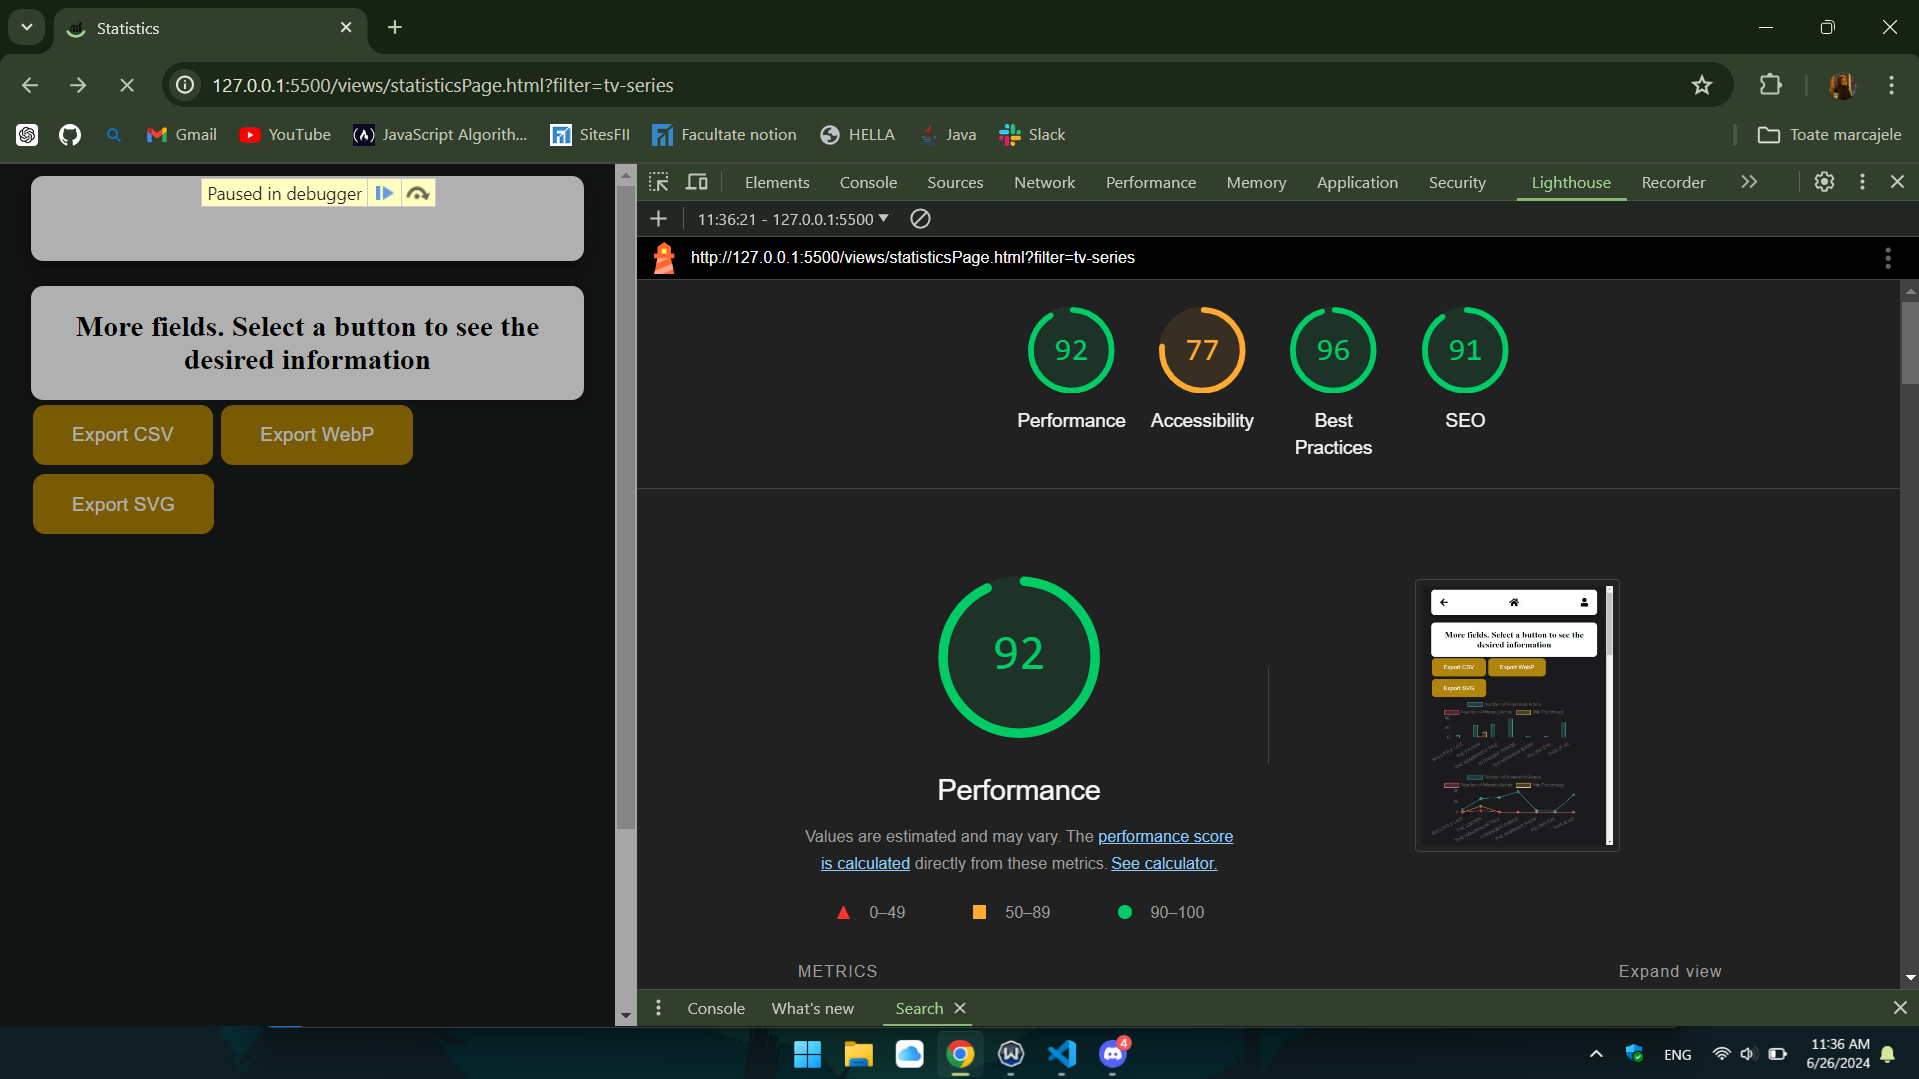 Statistics
127.0.0.1:5500/views/statisticsPage.html?filter=tv-series
Gmail
YouTube
JavaScript Algorith...
SitesFII
Facultate notion
HELLA
Java
Slack
Toate marcajele
Paused in debugger
More fields. Select a button to see the
desired information
Export CSV
Export WebP
Export SVG
Elements
Console
Sources
Network
Performance
Memory
Application
Security
Lighthouse
Recorder
11:36:21 - 127.0.0.1:5500
http://127.0.0.1:5500/views/statisticsPage.html?filter=tv-series
92
77
96
91
Performance
Accessibility
Best
Practices
SEO
92
Performance
Values are estimated and may vary. The performance score
is calculated directly from these metrics. See calculator.
0–49
50–89
90–100
More fields. Select a button to see the
desired information
Export CSV
Export WebP
Export SVG
METRICS
Expand view
Console
What's new
Search
4
ENG
11:36 AM
6/26/2024